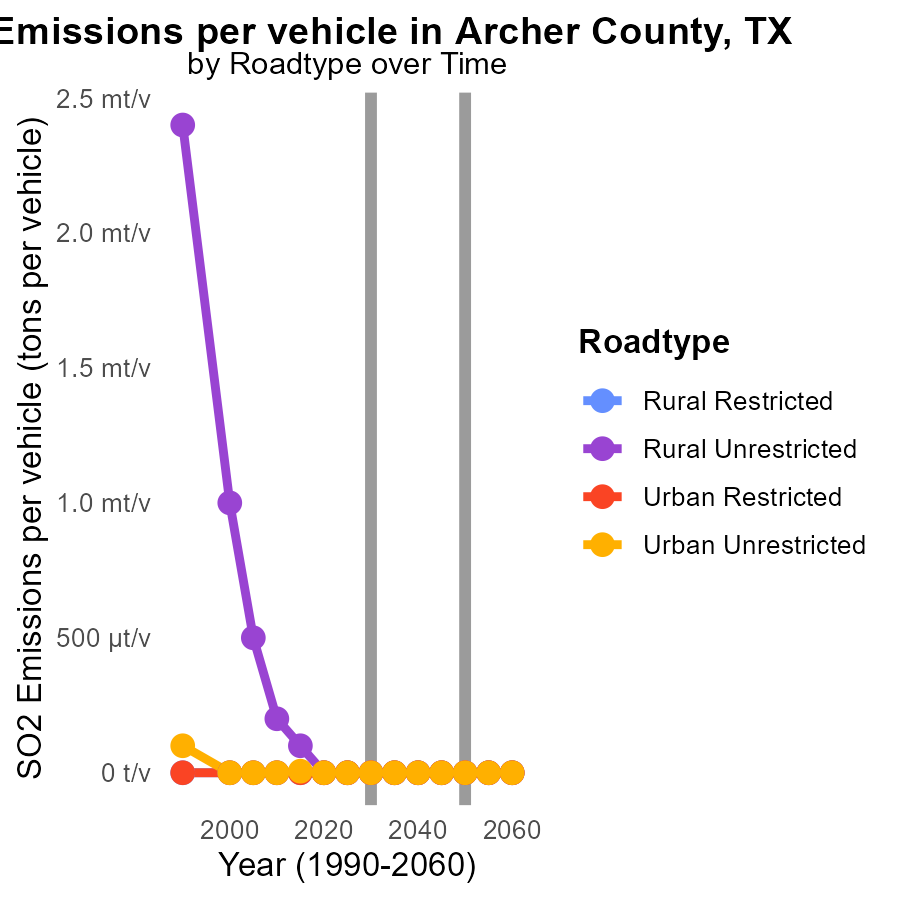 Emissions per vehicle in Archer County, TX
by Roadtype over Time
SO2 Emissions per vehicle (tons per vehicle)
2.5 mt/v
2.0 mt/v
1.5 mt/v
1.0 mt/v
500 µt/v
0 t/v
2000 2020 2040 2060
Year (1990-2060)
Roadtype
Rural Restricted
Rural Unrestricted
Urban Restricted
Urban Unrestricted